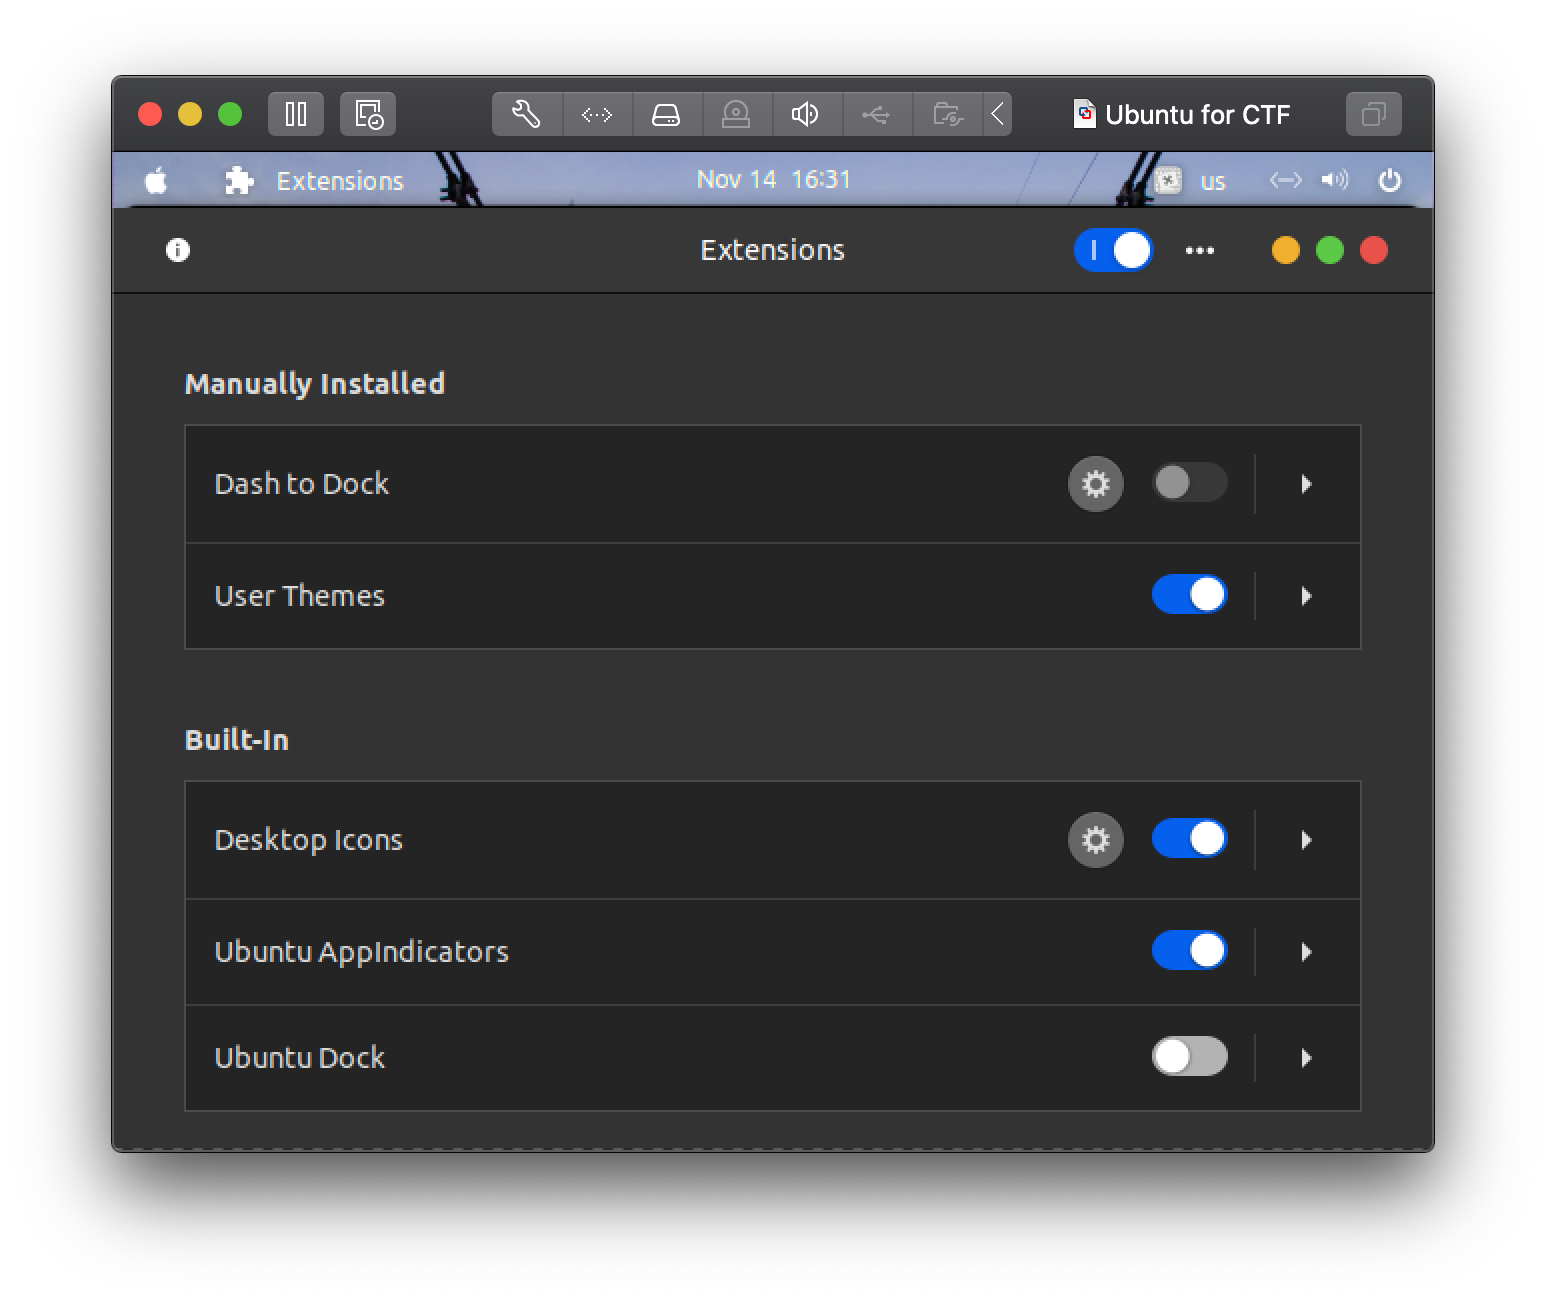 Ubuntu for CTF
Extensions
Nov 14 16:31
us
Extensions
Manually Installed
Dash to Dock
User Themes
Built-In
Desktop Icons
Ubuntu AppIndicators
Ubuntu Dock